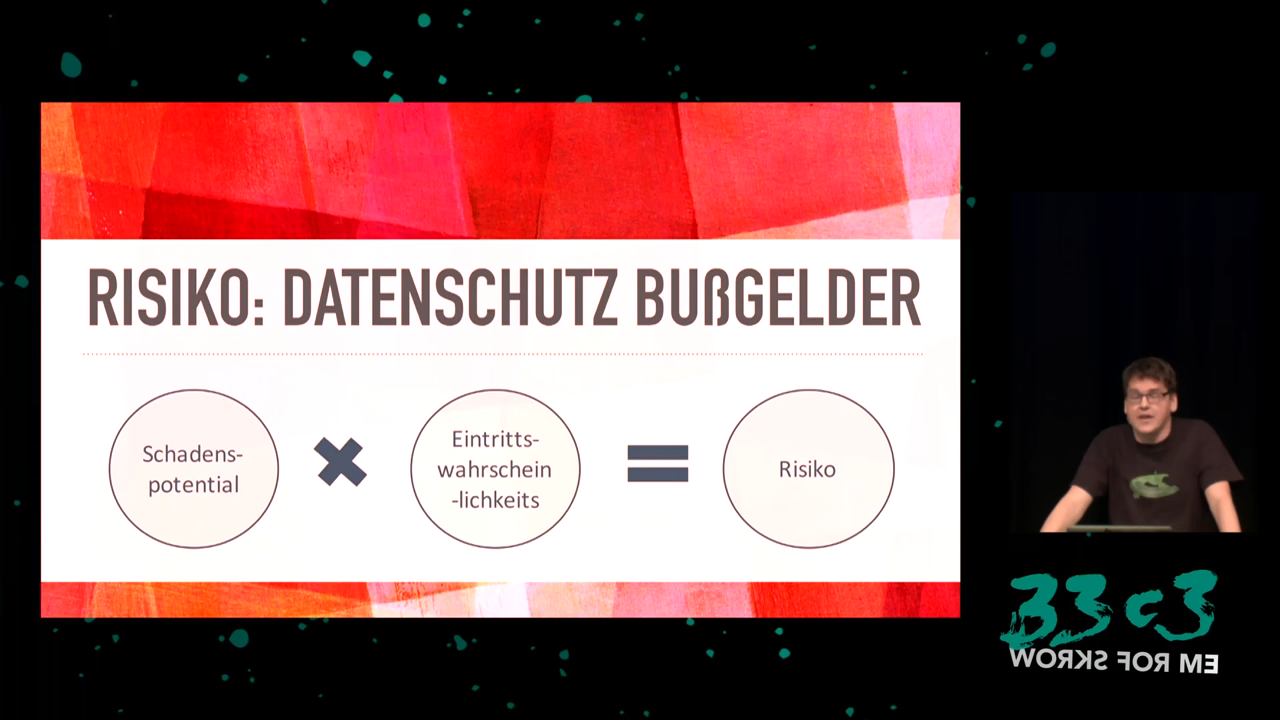 RISIKO: DATENSCHUTZ BUßGELDER
Schadens-
potential
Eintritts-
wahrschein
-lichkeits
Risiko
33c3
WORKS FOR ME